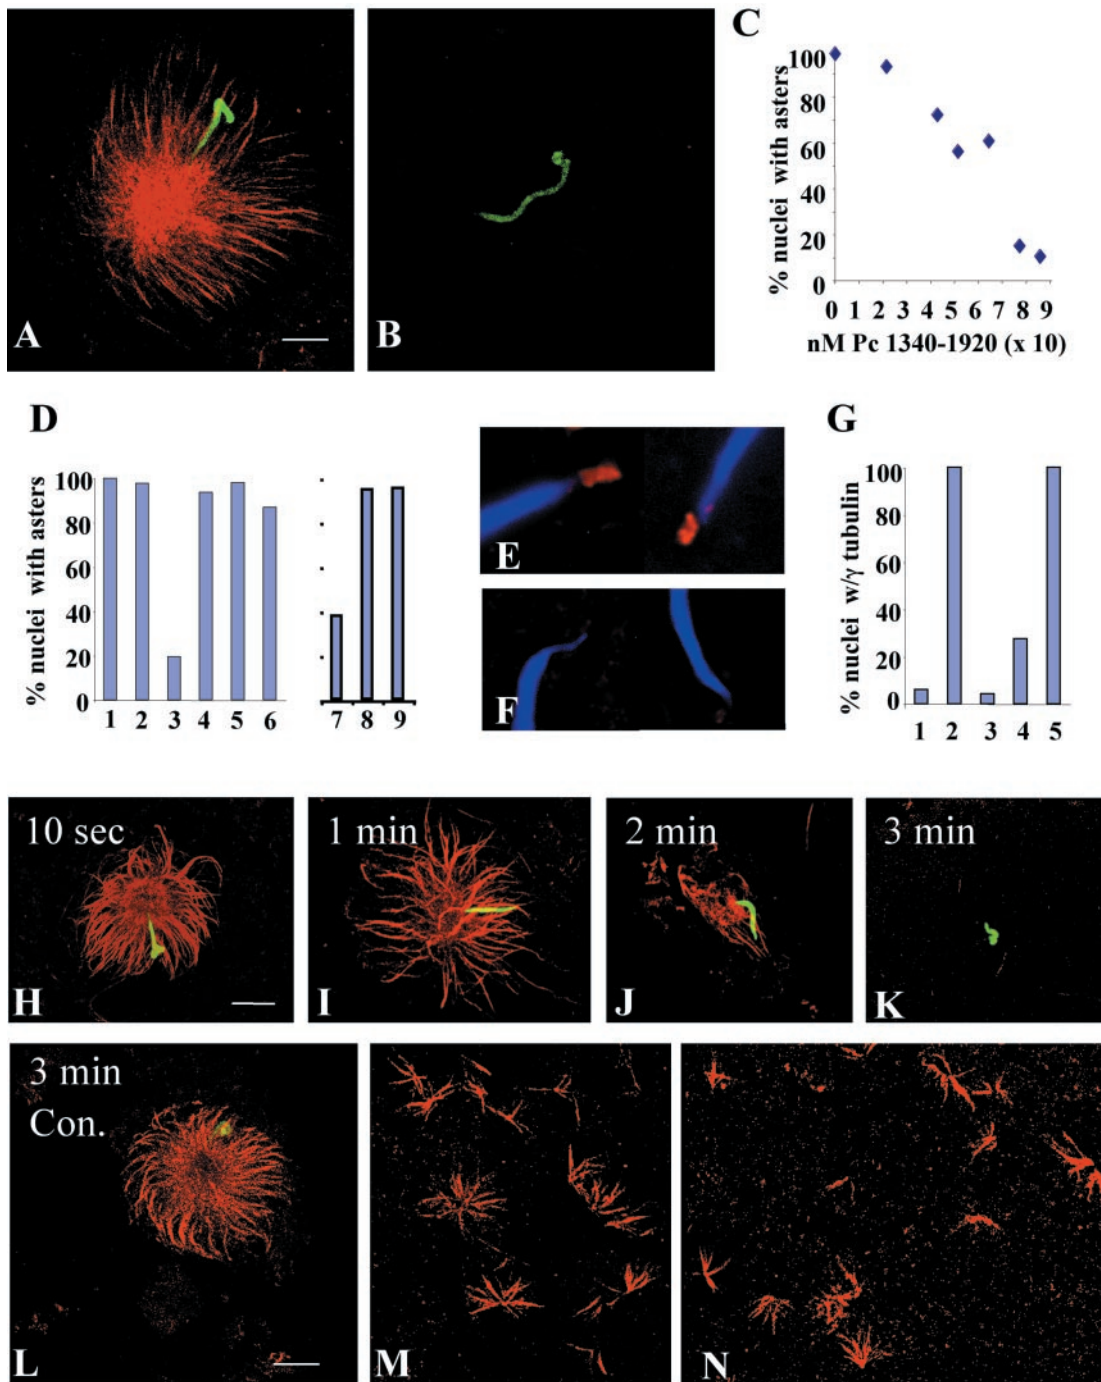 A
B
C
% nuclei with asters
100
80
60
40
20
0
0 1 2 3 4 5 6 7 8 9
nM Pc 1340-1920 (x 10)
D
% nuclei with asters
100
80
60
40
20
0
1 2 3 4 5 6
7 8 9
E
F
G
% nuclei w/γ tubulin
100
80
60
40
20
0
1 2 3 4 5
10 sec
H
1 min
I
2 min
J
3 min
K
3 min
Con.
L
M
N